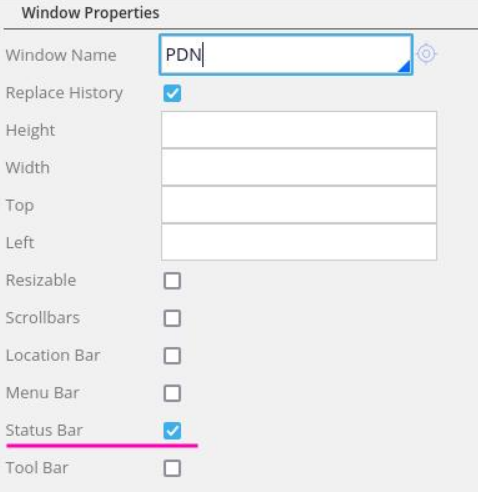 Window Properties
Window Name PDN
Replace History
Height
Width
Top
Left
Resizable
Scrollbars
Location Bar
Menu Bar
Status Bar
Tool Bar